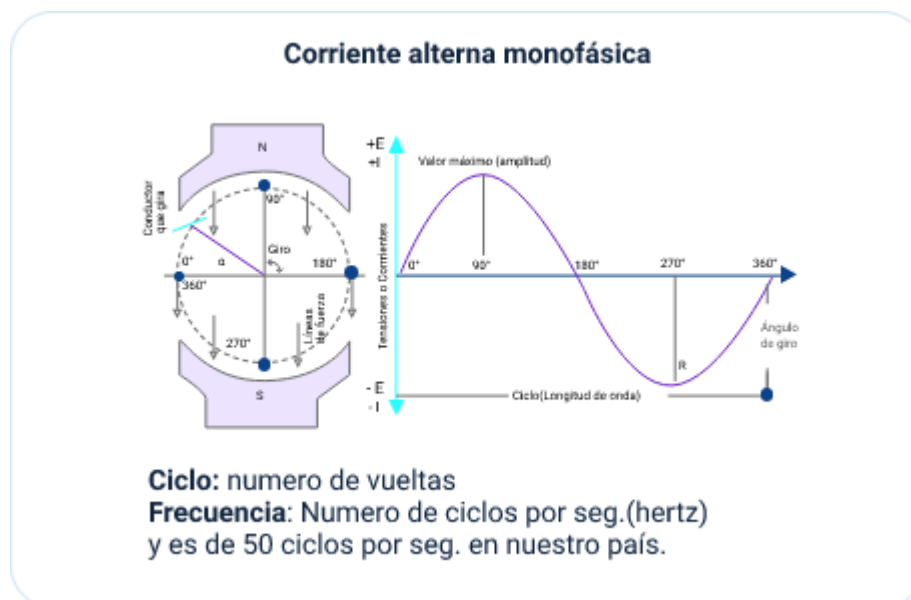 Corriente alterna monofásica
N
Conductor
que gira
90°
Giro
0°
α
180°
360°
Líneas
de fuerza
270°
S
+E
+I
Valor máximo (amplitud)
Tensiones o Corrientes
0°
90°
180°
270°
360°
Ángulo
de giro
R
- E
- I
Ciclo(Longitud de onda)
Ciclo: numero de vueltas
Frecuencia: Numero de ciclos por seg.(hertz)
y es de 50 ciclos por seg. en nuestro país.